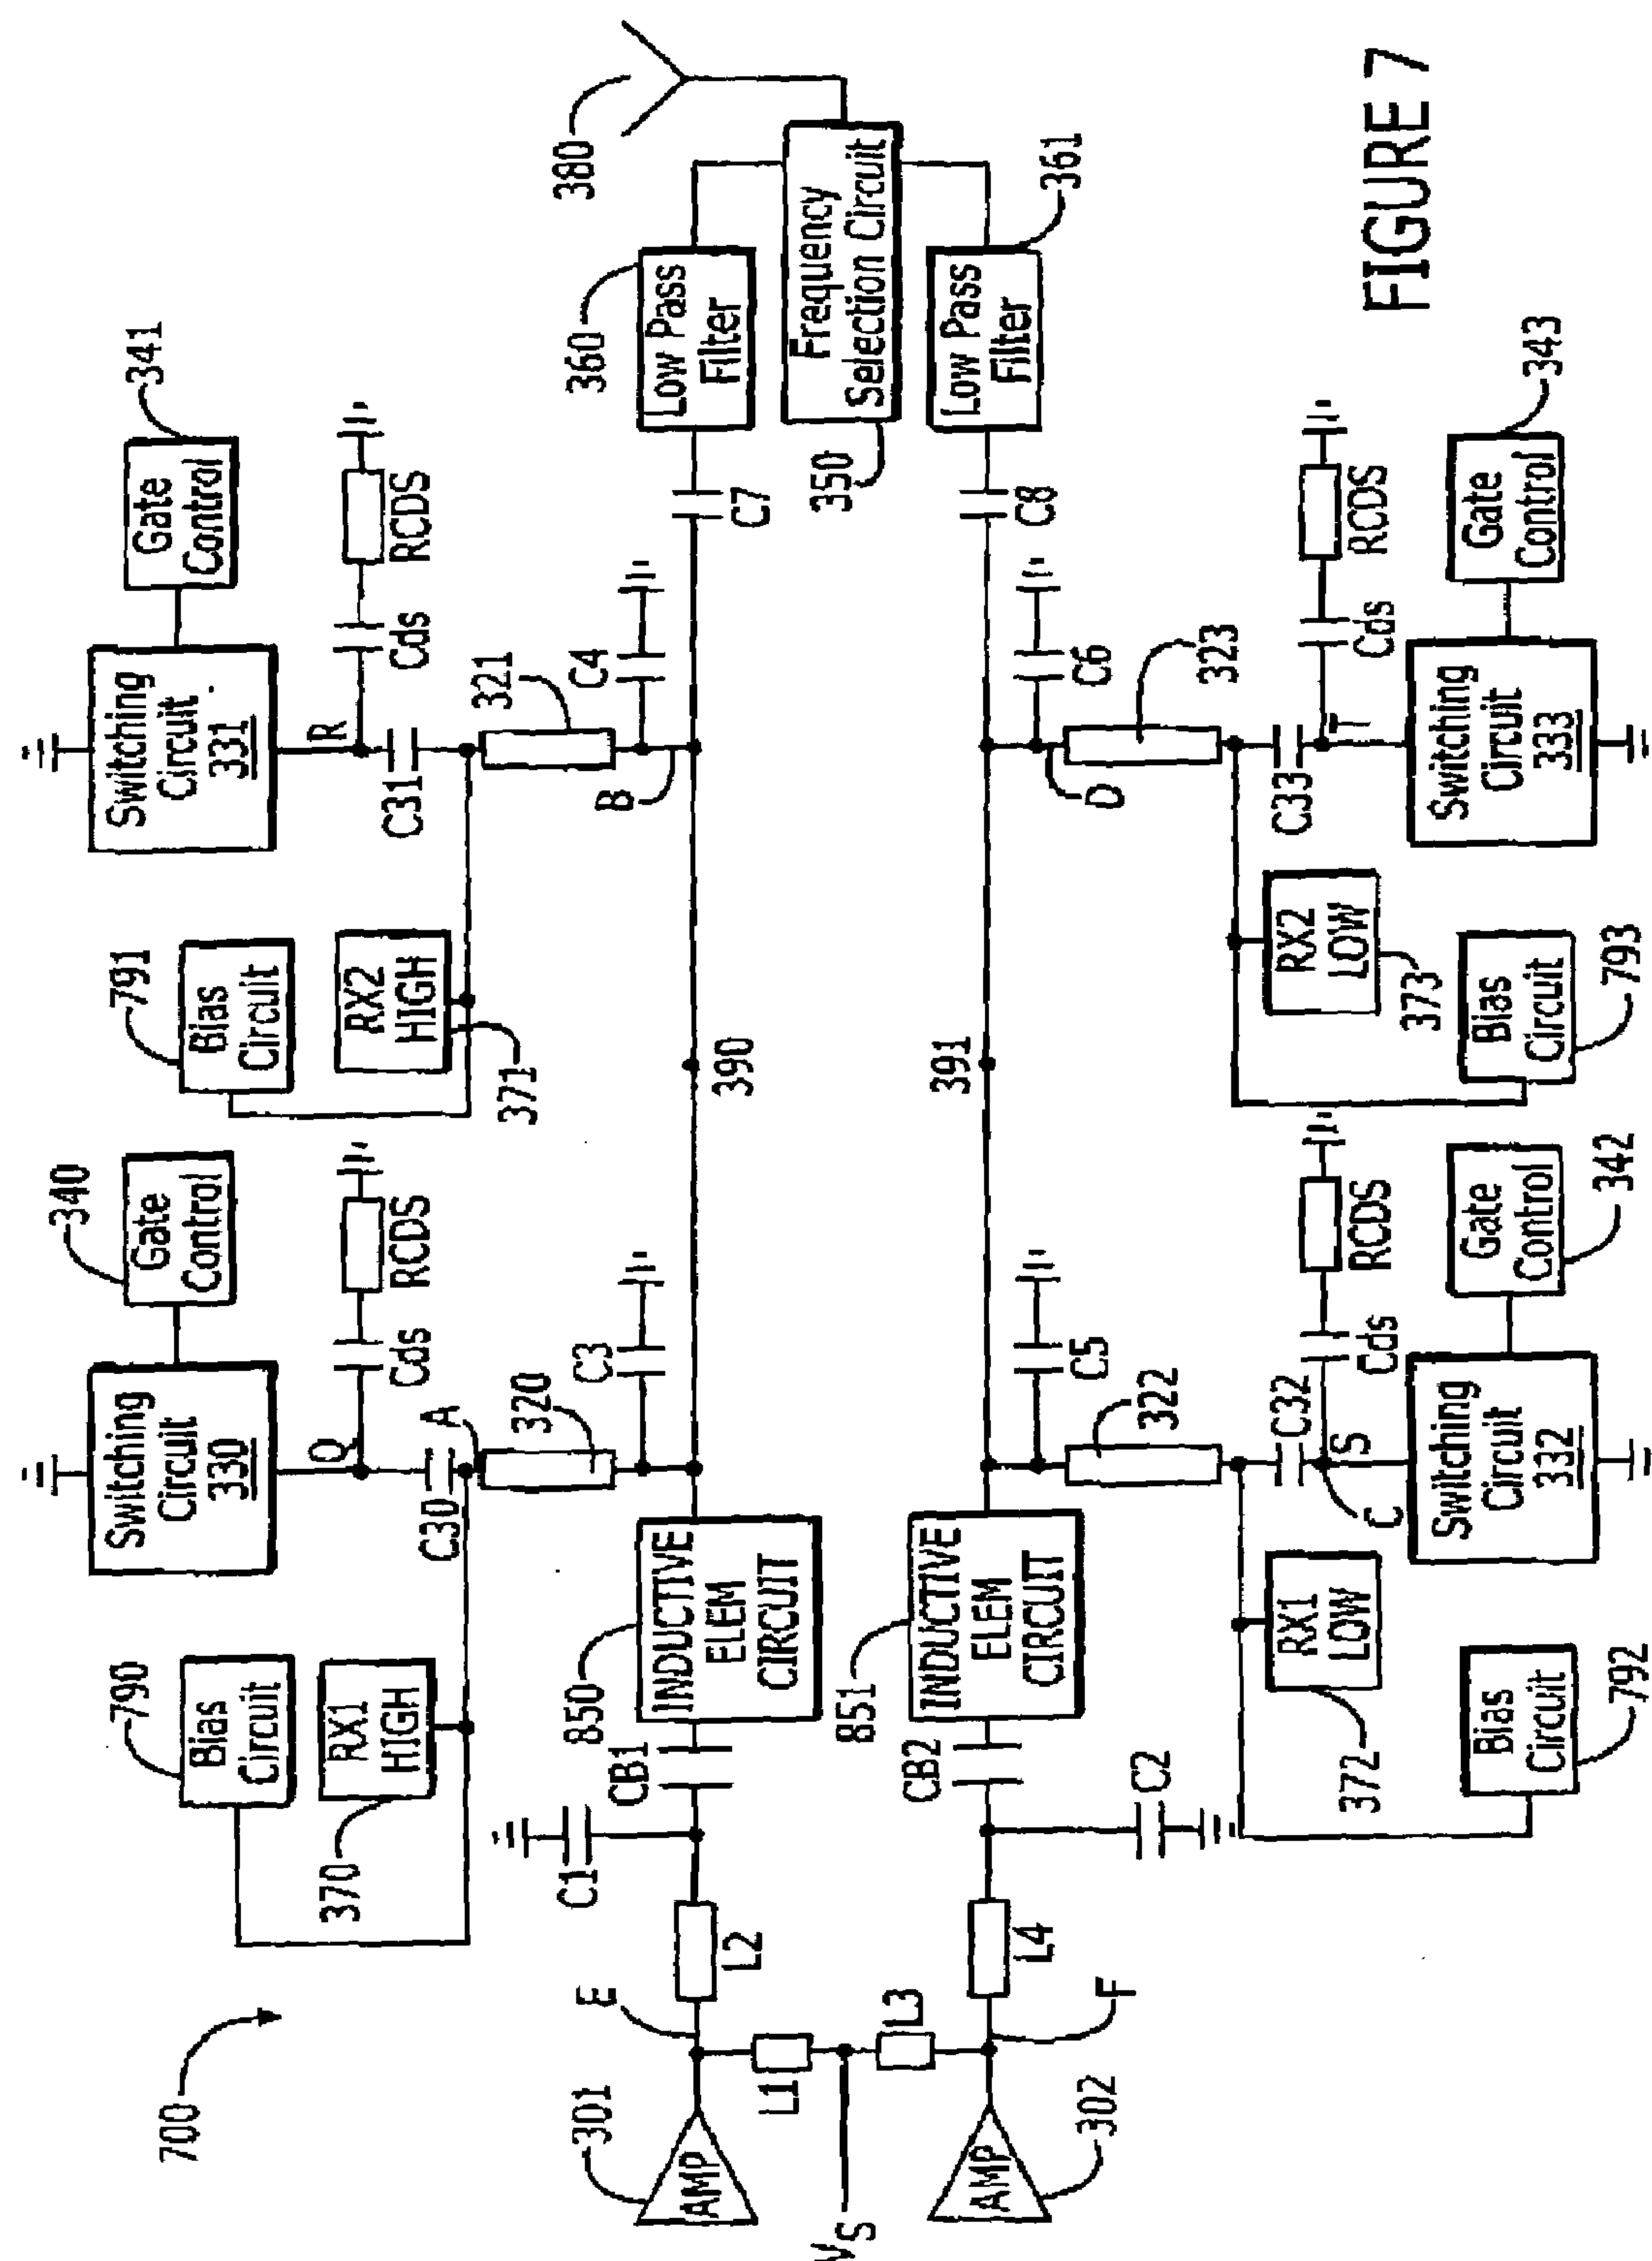 700
Switching
Circuit
330
Gate
Control
340
Switching
Circuit
331
Gate
Control
341
Bias
Circuit
790
RX1
HIGH
370
Q
Cds
RCDS
C30
A
320
C3
Bias
Circuit
791
RX2
HIGH
371
R
Cds
RCDS
C31
321
C4
B
AMP
301
E
L1
L2
C1
CB1
INDUCTIVE
ELEM
CIRCUIT
850
390
C7
Low Pass
Filter
360
380
VS
Frequency
Selection Circuit
350
AMP
302
F
L3
L4
C2
CB2
INDUCTIVE
ELEM
CIRCUIT
851
391
C8
Low Pass
Filter
361
C5
322
C32
S
C
Cds
RCDS
RX1
LOW
372
Bias
Circuit
792
Switching
Circuit
332
Gate
Control
342
C6
D
323
C33
T
Cds
RCDS
RX2
LOW
373
Bias
Circuit
793
Switching
Circuit
333
Gate
Control
343
FIGURE 7